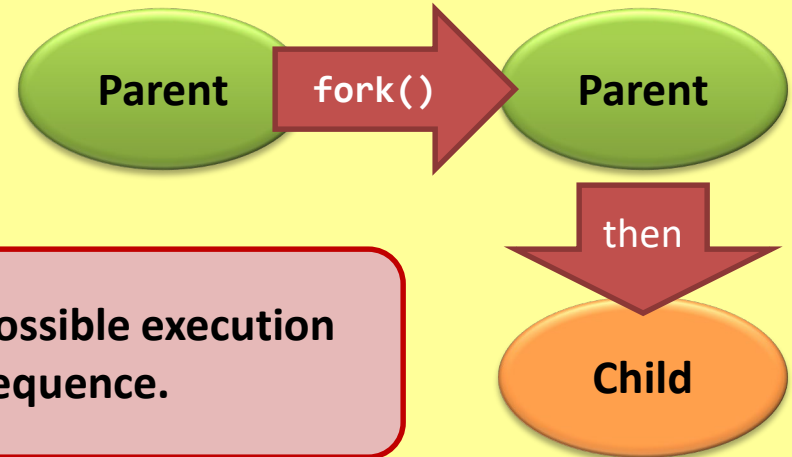 Parent
fork()
Parent
then
ossible execution
equence.
Child